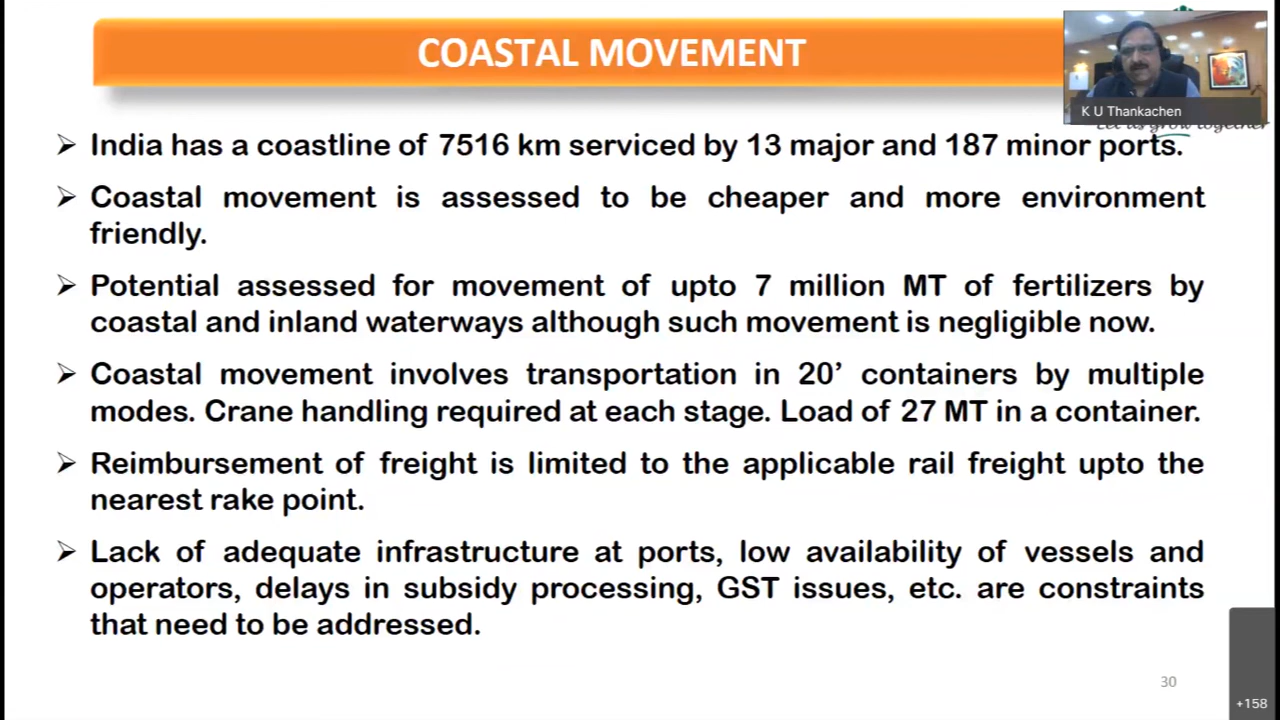 COASTAL MOVEMENT
K U Thankachen
Let us grow together
➢ India has a coastline of 7516 km serviced by 13 major and 187 minor ports.
➢ Coastal movement is assessed to be cheaper and more environment
friendly.
➢ Potential assessed for movement of upto 7 million MT of fertilizers by
coastal and inland waterways although such movement is negligible now.
➢ Coastal movement involves transportation in 20’ containers by multiple
modes. Crane handling required at each stage. Load of 27 MT in a container.
➢ Reimbursement of freight is limited to the applicable rail freight upto the
nearest rake point.
➢ Lack of adequate infrastructure at ports, low availability of vessels and
operators, delays in subsidy processing, GST issues, etc. are constraints
that need to be addressed.
30
+158